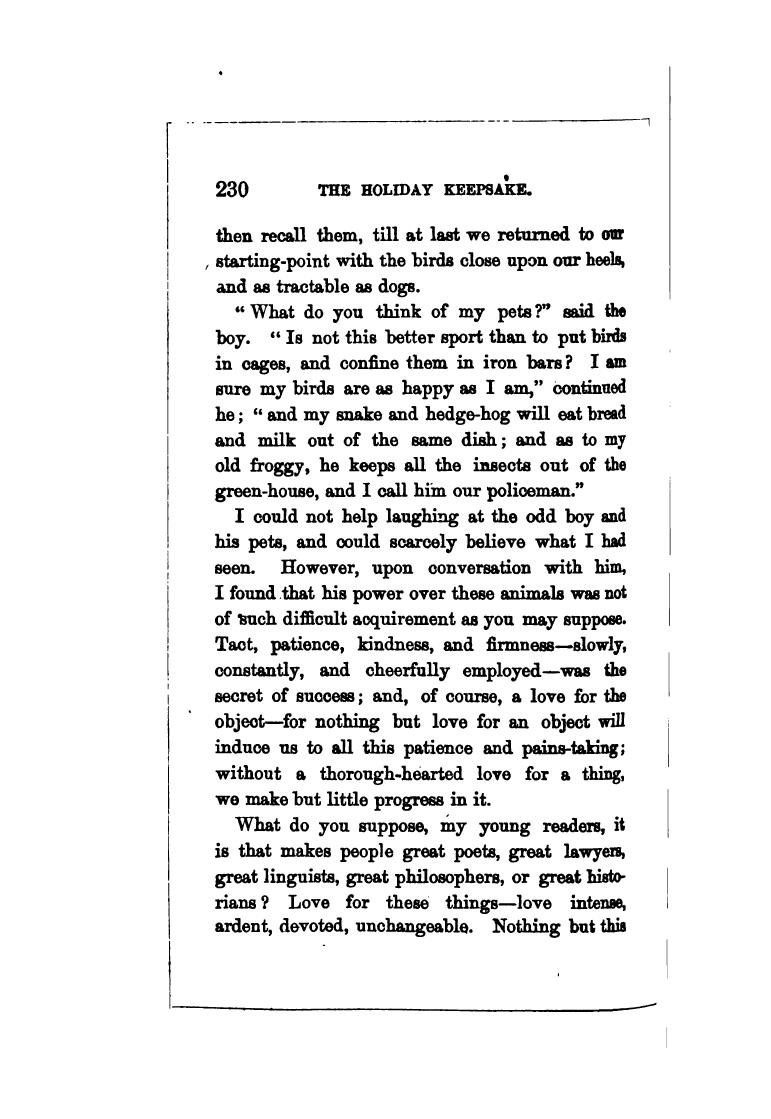 230 THE HOLIDAY KEEPSAKE.
then recall them, till at last we returned to our
starting-point with the birds close upon our heels,
and as tractable as dogs.
" What do you think of my pets?" said the
boy. " Is not this better sport than to put birds
in cages, and confine them in iron bars? I am
sure my birds are as happy as I am," continued
he; " and my snake and hedge-hog will eat bread
and milk out of the same dish; and as to my
old froggy, he keeps all the insects out of the
green-house, and I call him our policeman."
I could not help laughing at the odd boy and
his pets, and could scarcely believe what I had
seen. However, upon conversation with him,
I found that his power over these animals was not
of such difficult acquirement as you may suppose.
Tact, patience, kindness, and firmness—slowly,
constantly, and cheerfully employed—was the
secret of success; and, of course, a love for the
object—for nothing but love for an object will
induce us to all this patience and pains-taking;
without a thorough-hearted love for a thing,
we make but little progress in it.
What do you suppose, my young readers, it
is that makes people great poets, great lawyers,
great linguists, great philosophers, or great histo-
rians? Love for these things—love intense,
ardent, devoted, unchangeable. Nothing but this